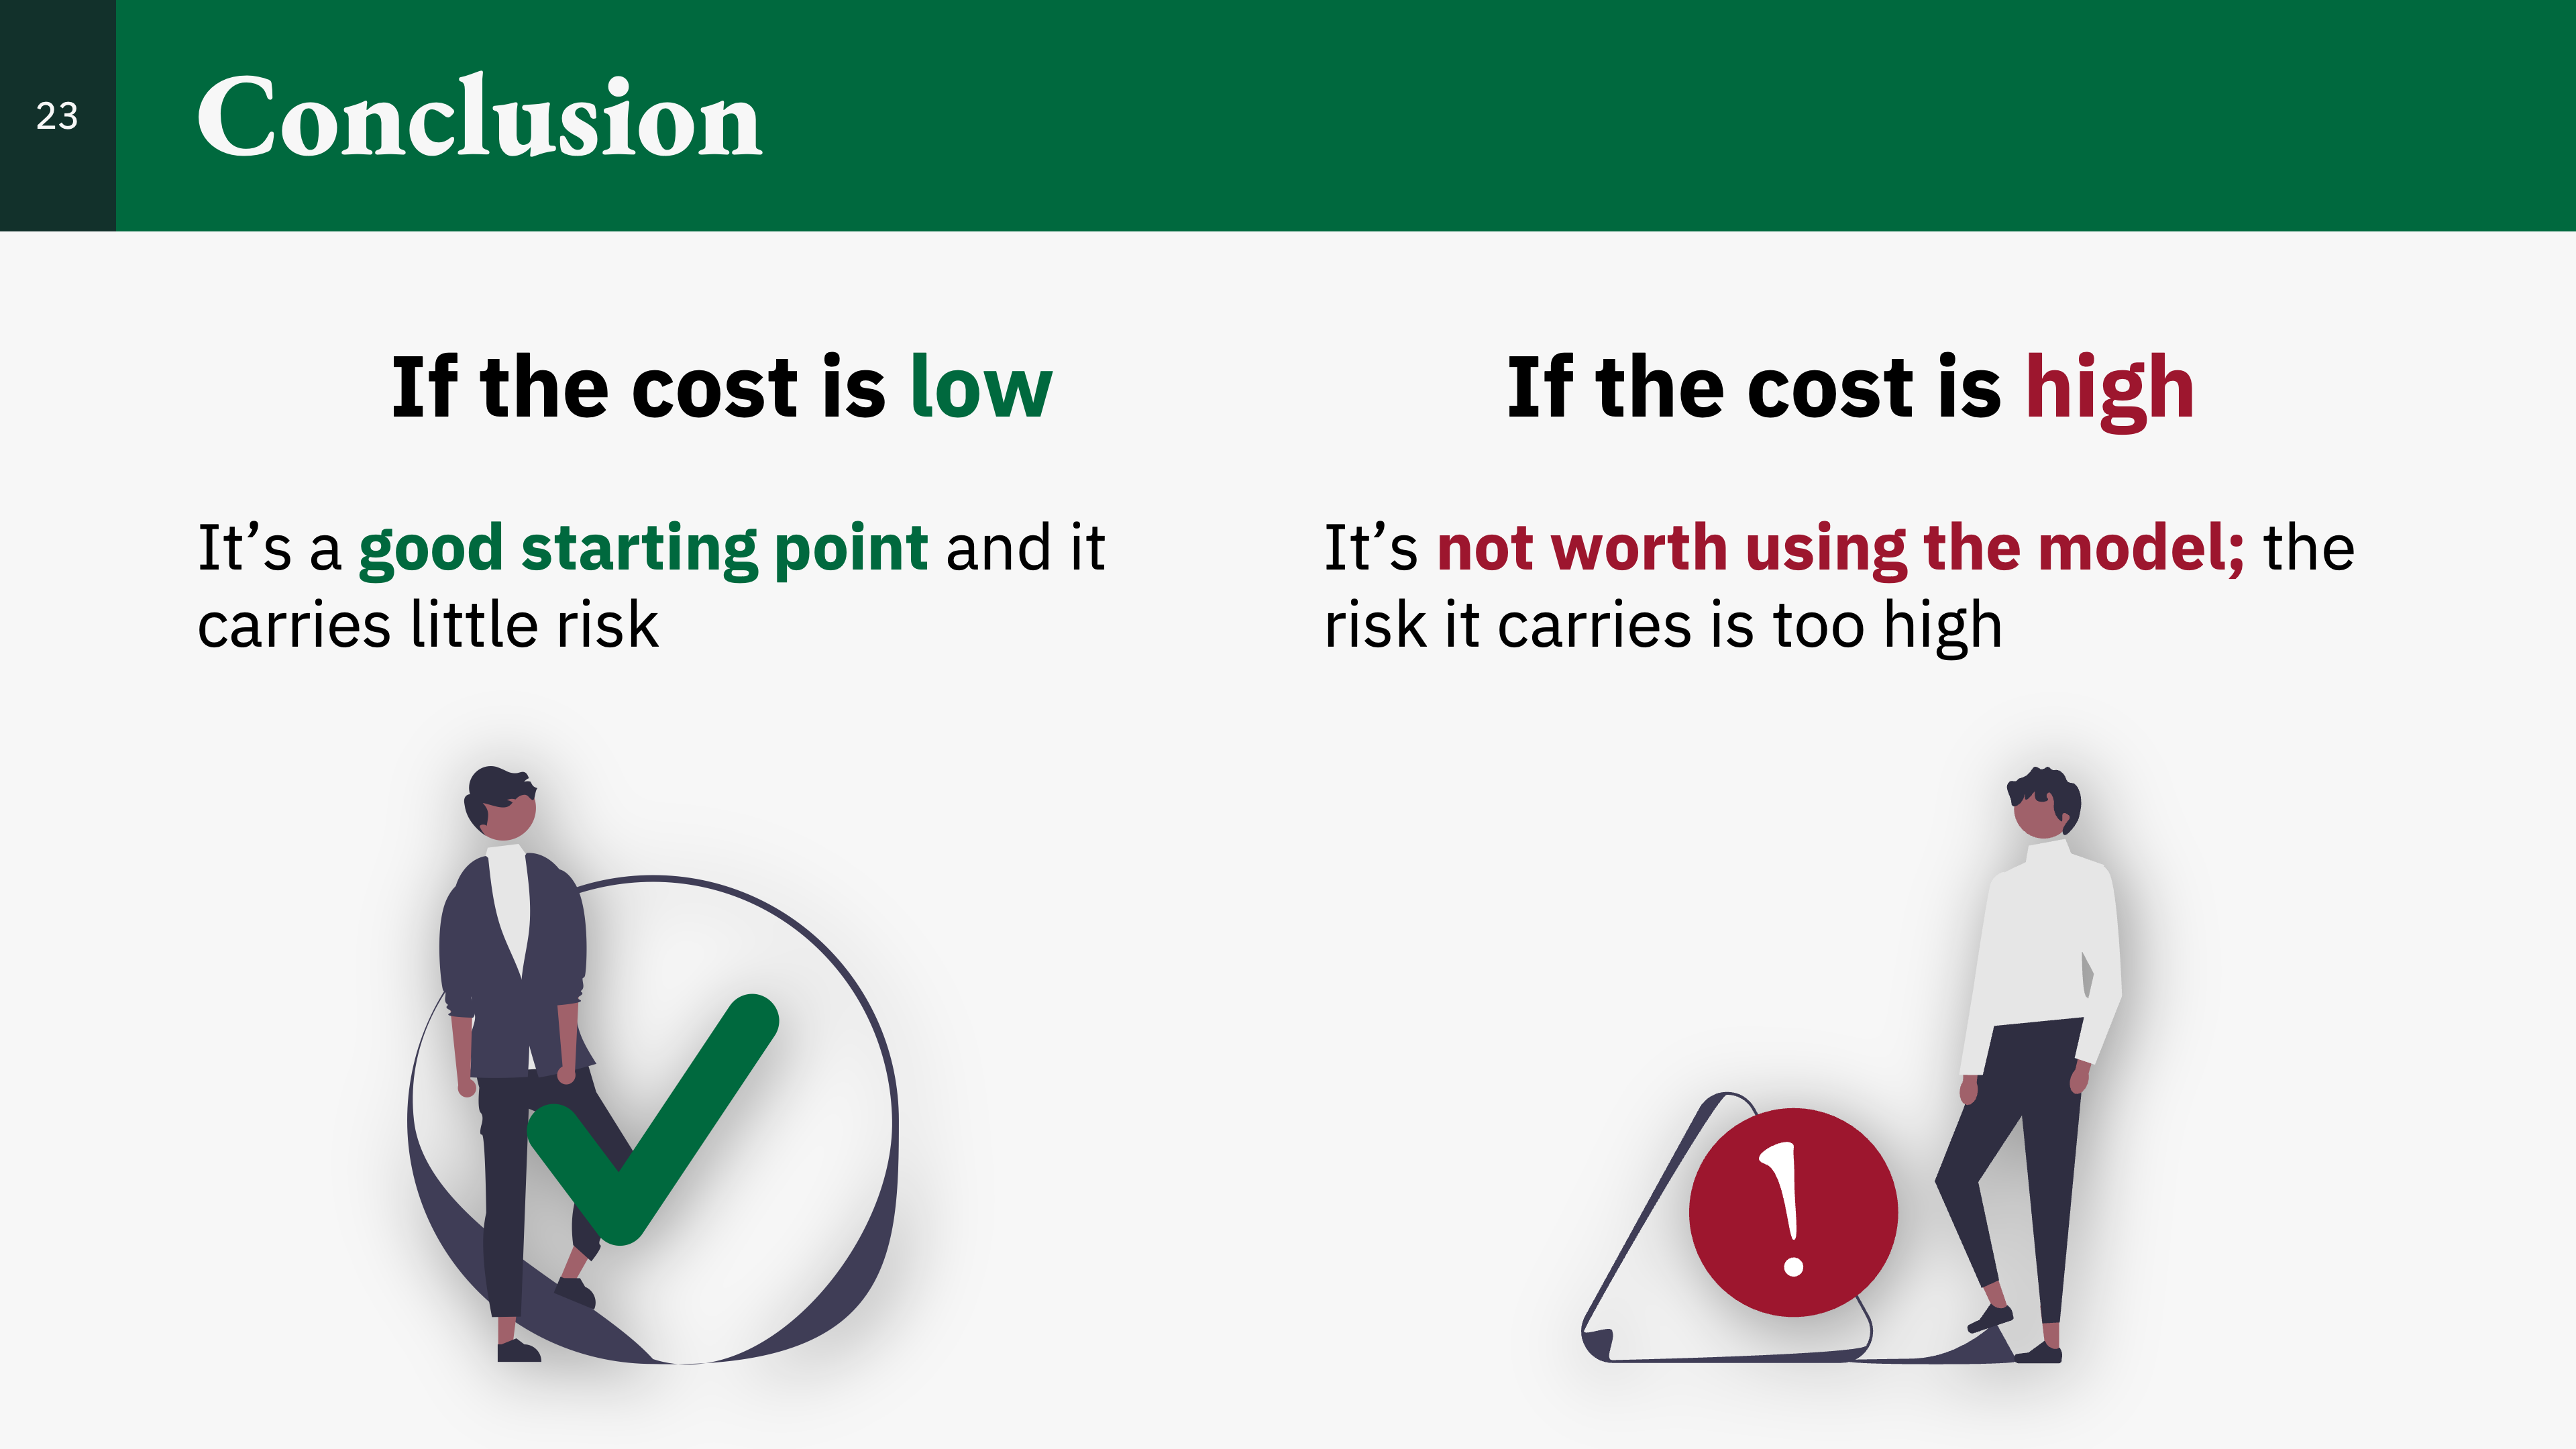 23
Conclusion
If the cost is low
It’s a good starting point and it
carries little risk
If the cost is high
It’s not worth using the model; the
risk it carries is too high
!